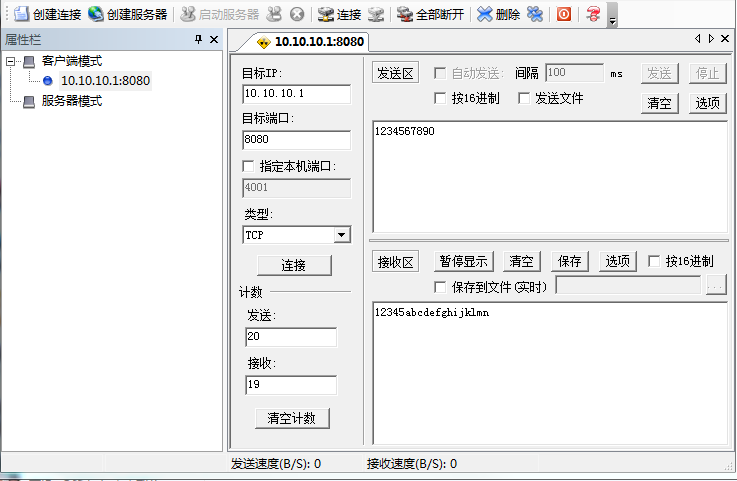 创建连接 创建服务器 启动服务器 连接 全部断开 删除
属性栏
10.10.10.1:8080
客户端模式
10.10.10.1:8080
服务器模式
目标IP:
10.10.10.1
目标端口:
8080
指定本机端口:
4001
类型:
TCP
连接
计数
发送:
20
接收:
19
清空计数
发送区 自动发送: 间隔 100 ms 发送 停止
按16进制 发送文件 清空 选项
1234567890
接收区 暂停显示 清空 保存 选项 按16进制
保存到文件(实时) ...
12345abcdefghijklmn
发送速度(B/S): 0 接收速度(B/S): 0